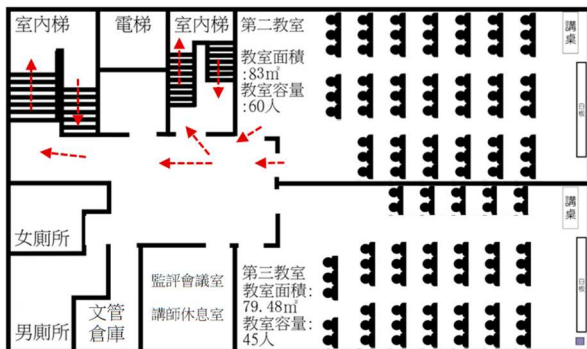 室內梯
電梯
室內梯
第二教室
教室面積
:83㎡
教室容量
:60人
講桌
白板
女廁所
男廁所
文管
倉庫
監評會議室
講師休息室
第三教室
教室面積:
79.48㎡
教室容量:
45人
講桌
白板